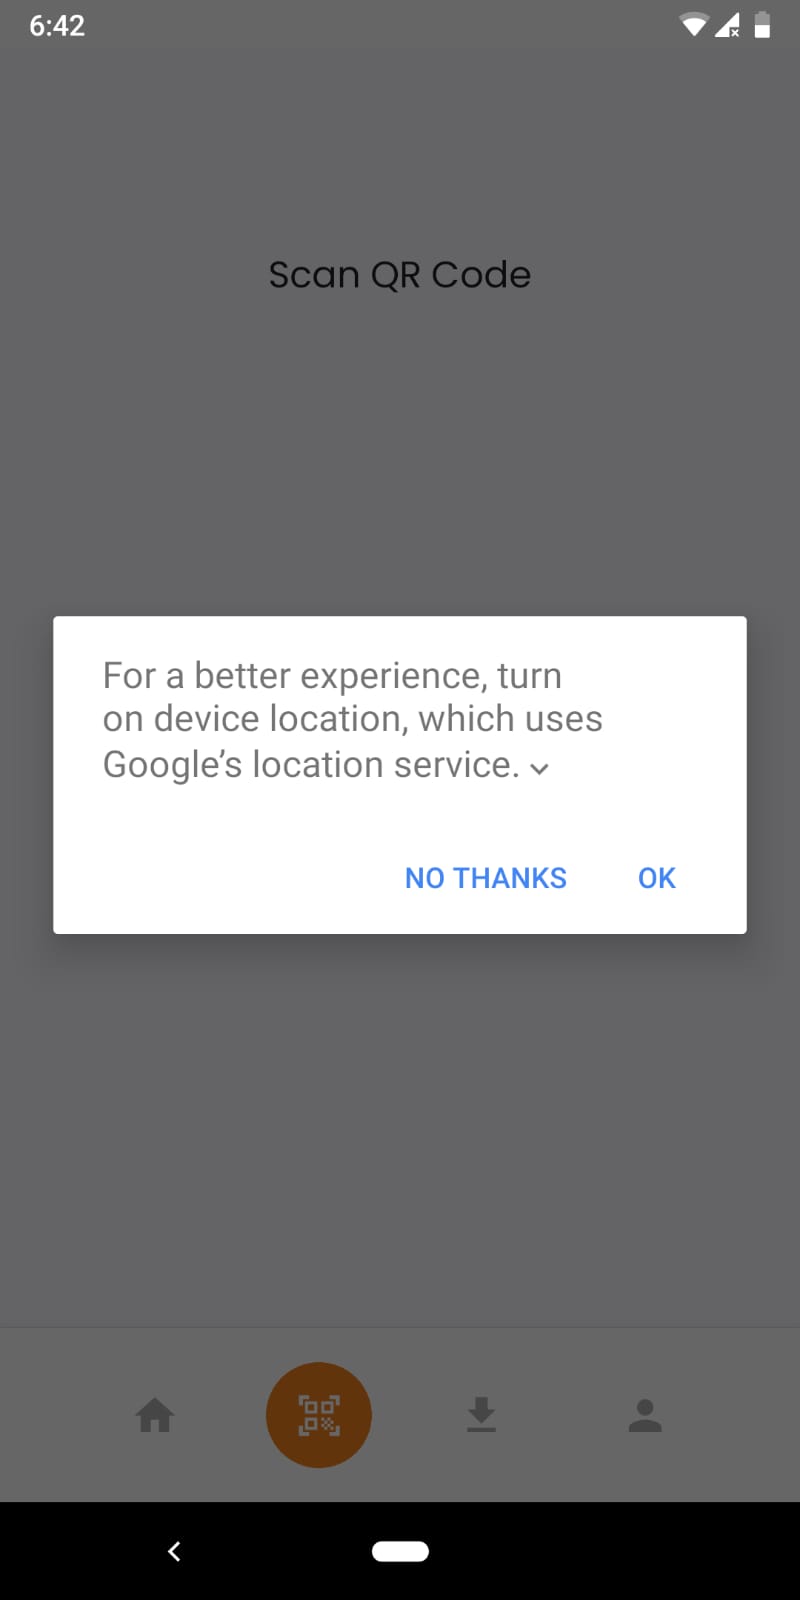 6:42
Scan QR Code
For a better experience, turn
on device location, which uses
Google’s location service.
NO THANKS OK